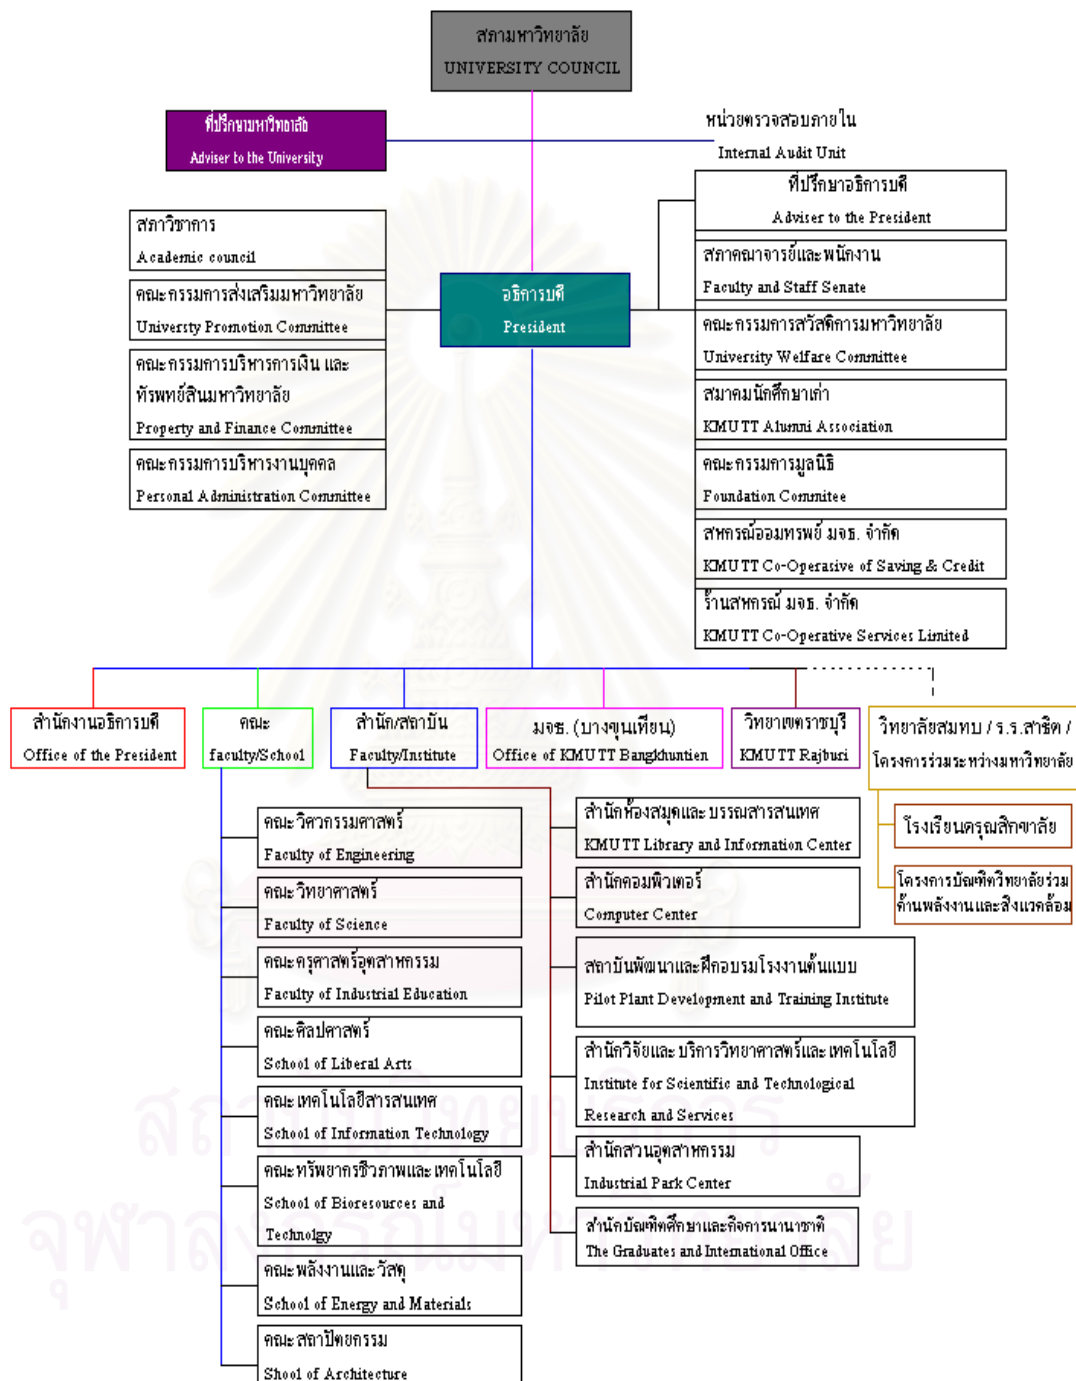 สภามหาวิทยาลัย
UNIVERSITY COUNCIL
ที่ปรึกษามหาวิทยาลัย
Adviser to the University
หน่วยตรวจสอบภายใน
Internal Audit Unit
ที่ปรึกษาอธิการบดี
Adviser to the President
สภาวิชาการ
Academic council
สภาคณาจารย์และพนักงาน
Faculty and Staff Senate
คณะกรรมการส่งเสริมมหาวิทยาลัย
Universty Promotion Committee
อธิการบดี
President
คณะกรรมการสวัสดิการมหาวิทยาลัย
University Welfare Committee
คณะกรรมการบริหารการเงิน และ
ทรัพทย์สินมหาวิทยาลัย
Property and Finance Committee
สมาคมนักศึกษาเก่า
KMUTT Alumni Association
คณะกรรมการบริหารงานบุคคล
Personal Administration Committee
คณะกรรมการมูลนิธิ
Foundation Commitee
สหกรณ์ออมทรัพย์ มจธ. จำกัด
KMUTT Co-Operasive of Saving & Credit
ร้านสหกรณ์ มจธ. จำกัด
KMUTT Co-Operative Services Limited
สำนักงานอธิการบดี
Office of the President
คณะ
faculty/School
สำนัก/สถาบัน
Faculty/Institute
มจธ. (บางขุนเทียน)
Office of KMUTT Bangkhuntien
วิทยาเขตราชบุรี
KMUTT Rajburi
วิทยาลัยสมทบ / ร.ร.สาธิต /
โครงการร่วมระหว่างมหาวิทยาลัย
โรงเรียนดรุณสิกขาลัย
โครงการบัณฑิตวิทยาลัยร่วม
ด้านพลังงานและสิ่งแวดล้อม
คณะวิศวกรรมศาสตร์
Faculty of Engineering
คณะวิทยาศาสตร์
Faculty of Science
คณะครุศาสตร์อุตสาหกรรม
Faculty of Industrial Education
คณะศิลปศาสตร์
School of Liberal Arts
คณะเทคโนโลยีสารสนเทศ
School of Information Technology
คณะทรัพยากรชีวภาพและเทคโนโลยี
School of Bioresources and
Technolgy
คณะพลังงานและวัสดุ
School of Energy and Materials
คณะสถาปัตยกรรม
Shool of Architecture
สำนักห้องสมุดและบรรณสารสนเทศ
KMUTT Library and Information Center
สำนักคอมพิวเตอร์
Computer Center
สถาบันพัฒนาและฝึกอบรมโรงงานต้นแบบ
Pilot Plant Development and Training Institute
สำนักวิจัยและบริการวิทยาศาสตร์และเทคโนโลยี
Institute for Scientific and Technological
Research and Services
สำนักสวนอุตสาหกรรม
Industrial Park Center
สำนักบัณฑิตศึกษาและกิจการนานาชาติ
The Graduates and International Office
สถาบันวิทยบริการ
จุฬาลงกรณ์มหาวิทยาลัย